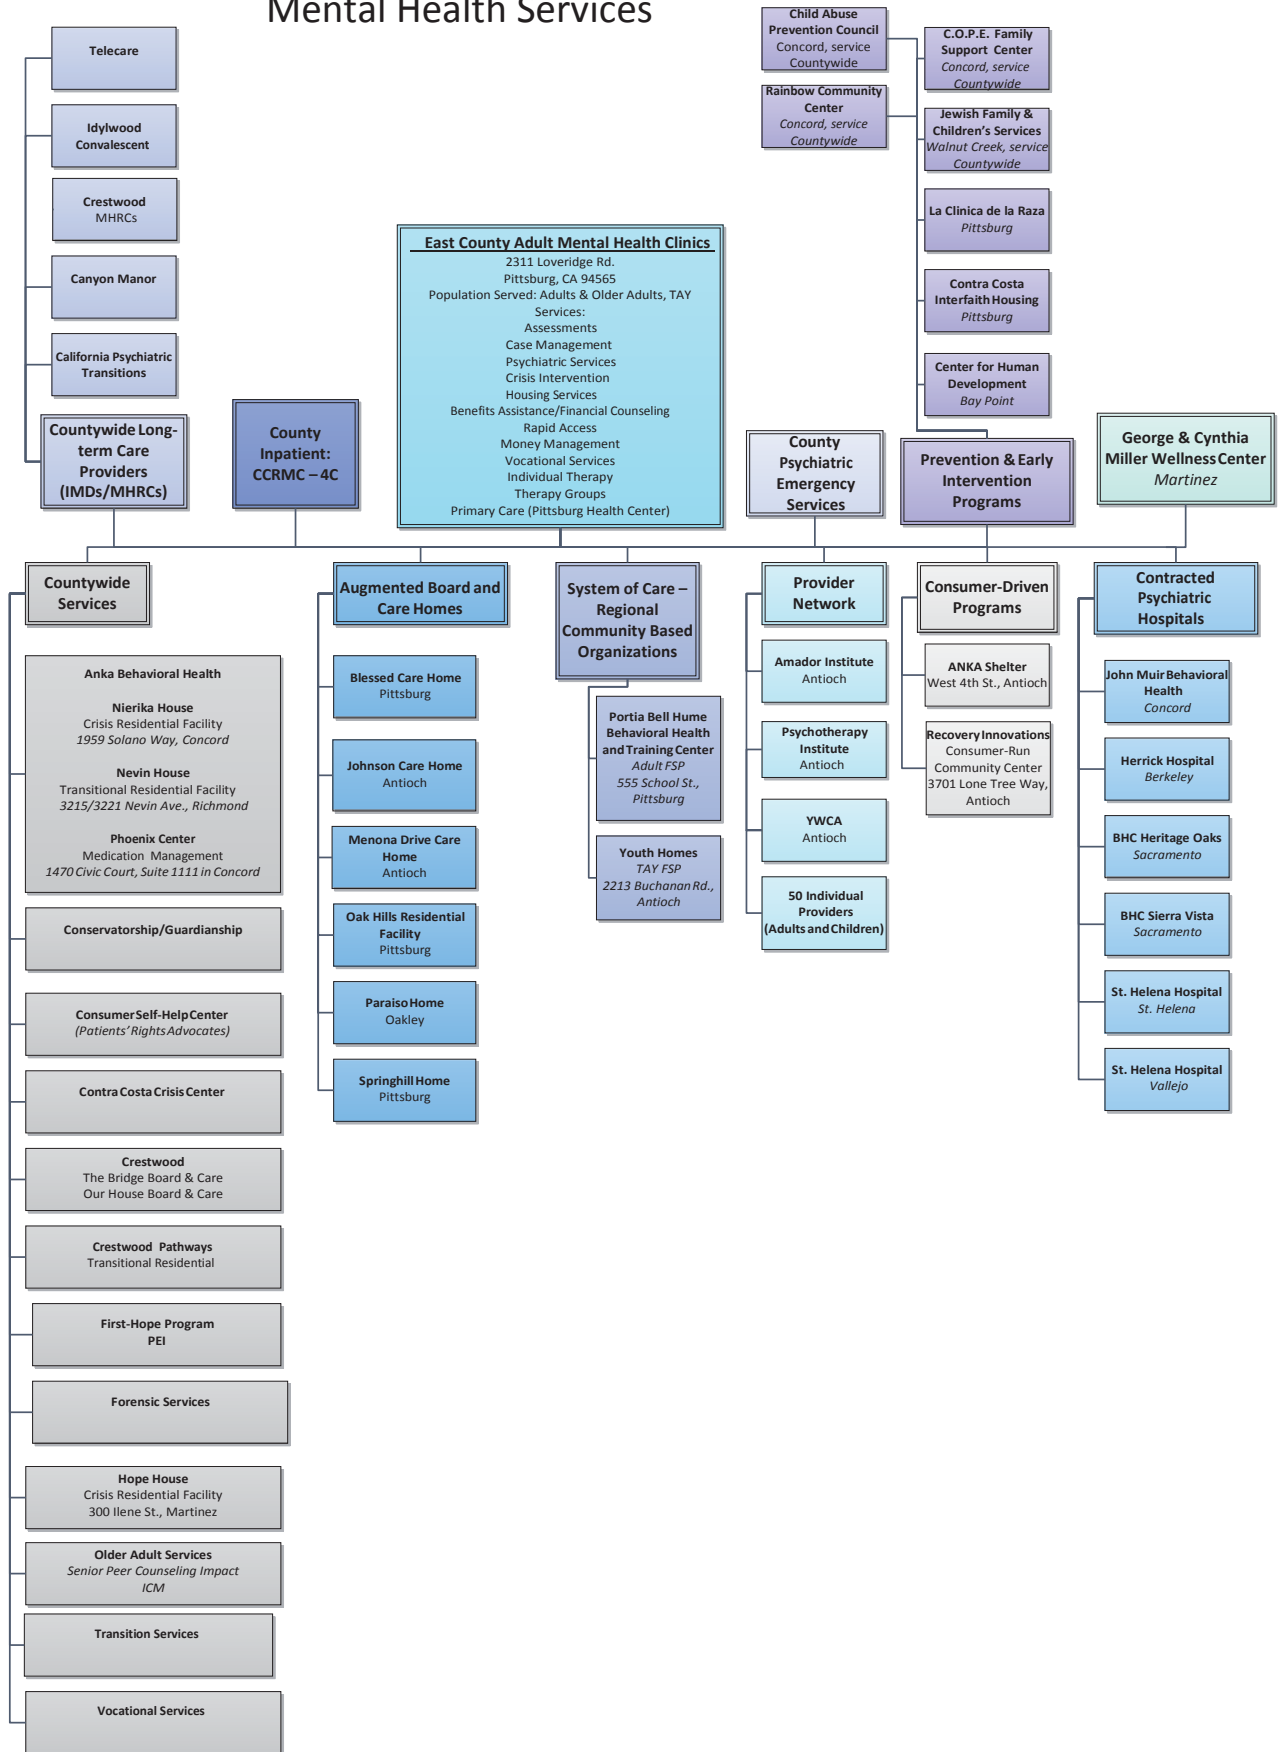 Mental Health Services
Telecare
Idylwood
Convalescent
Crestwood
MHRCs
Canyon Manor
California Psychiatric
Transitions
Countywide Long-
term Care
Providers
(IMDs/MHRCs)
County
Inpatient:
CCRMC – 4C
East County Adult Mental Health Clinics
2311 Loveridge Rd.
Pittsburg, CA 94565
Population Served: Adults & Older Adults, TAY
Services:
Assessments
Case Management
Psychiatric Services
Crisis Intervention
Housing Services
Benefits Assistance/Financial Counseling
Rapid Access
Money Management
Vocational Services
Individual Therapy
Therapy Groups
Primary Care (Pittsburg Health Center)
Child Abuse
Prevention Council
Concord, service
Countywide
Rainbow Community
Center
Concord, service
Countywide
C.O.P.E. Family
Support Center
Concord, service
Countywide
Jewish Family &
Children's Services
Walnut Creek, service
Countywide
La Clinica de la Raza
Pittsburg
Contra Costa
Interfaith Housing
Pittsburg
Center for Human
Development
Bay Point
County
Psychiatric
Emergency
Services
Prevention & Early
Intervention
Programs
George & Cynthia
Miller Wellness Center
Martinez
Countywide
Services
Anka Behavioral Health
Nierika House
Crisis Residential Facility
1959 Solano Way, Concord
Nevin House
Transitional Residential Facility
3215/3221 Nevin Ave., Richmond
Phoenix Center
Medication Management
1470 Civic Court, Suite 1111 in Concord
Conservatorship/Guardianship
Consumer Self-Help Center
(Patients' Rights Advocates)
Contra Costa Crisis Center
Crestwood
The Bridge Board & Care
Our House Board & Care
Crestwood Pathways
Transitional Residential
First-Hope Program
PEI
Forensic Services
Hope House
Crisis Residential Facility
300 Ilene St., Martinez
Older Adult Services
Senior Peer Counseling Impact
ICM
Transition Services
Vocational Services
Augmented Board and
Care Homes
Blessed Care Home
Pittsburg
Johnson Care Home
Antioch
Menona Drive Care
Home
Antioch
Oak Hills Residential
Facility
Pittsburg
Paraiso Home
Oakley
Springhill Home
Pittsburg
System of Care –
Regional
Community Based
Organizations
Portia Bell Hume
Behavioral Health
and Training Center
Adult FSP
555 School St.,
Pittsburg
Youth Homes
TAY FSP
2213 Buchanan Rd.,
Antioch
Provider
Network
Amador Institute
Antioch
Psychotherapy
Institute
Antioch
YWCA
Antioch
50 Individual
Providers
(Adults and Children)
Consumer-Driven
Programs
ANKA Shelter
West 4th St., Antioch
Recovery Innovations
Consumer-Run
Community Center
3701 Lone Tree Way,
Antioch
Contracted
Psychiatric
Hospitals
John Muir Behavioral
Health
Concord
Herrick Hospital
Berkeley
BHC Heritage Oaks
Sacramento
BHC Sierra Vista
Sacramento
St. Helena Hospital
St. Helena
St. Helena Hospital
Vallejo